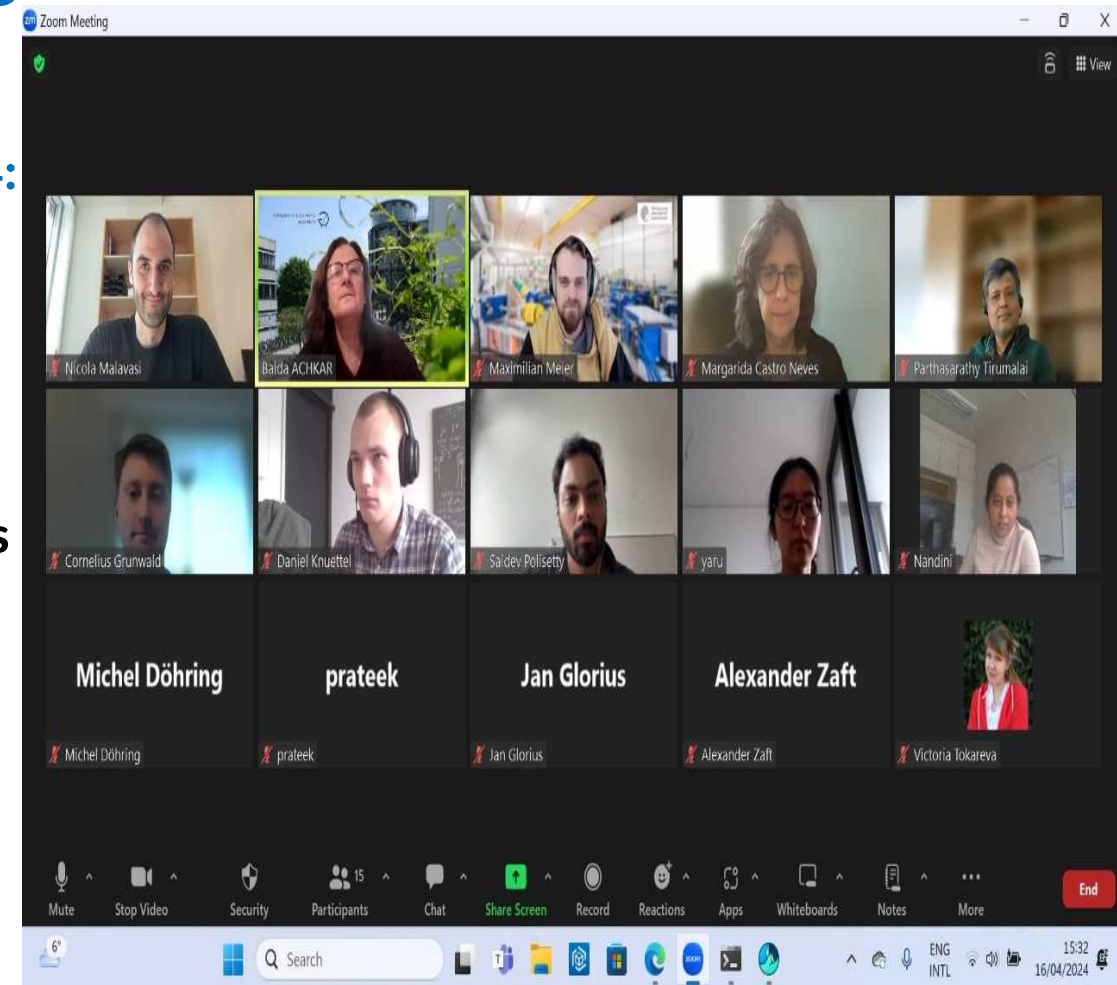 Zoom Meeting
View
:
s
Nicola Malavasi
Baida ACHKAR
Maximilian Meier
Margarida Castro Neves
Parthasarathy Tirumalai
Cornelius Grunwald
Daniel Knuettel
Saidev Polisetty
yaru
Nandini
Michel Döhring
prateek
Jan Glorius
Alexander Zaft
Michel Döhring
prateek
Jan Glorius
Alexander Zaft
Victoria Tokareva
15
Mute
Stop Video
Security
Participants
Chat
Share Screen
Record
Reactions
Apps
Whiteboards
Notes
More
End
6°
Search
ENG
INTL
15:32
16/04/2024